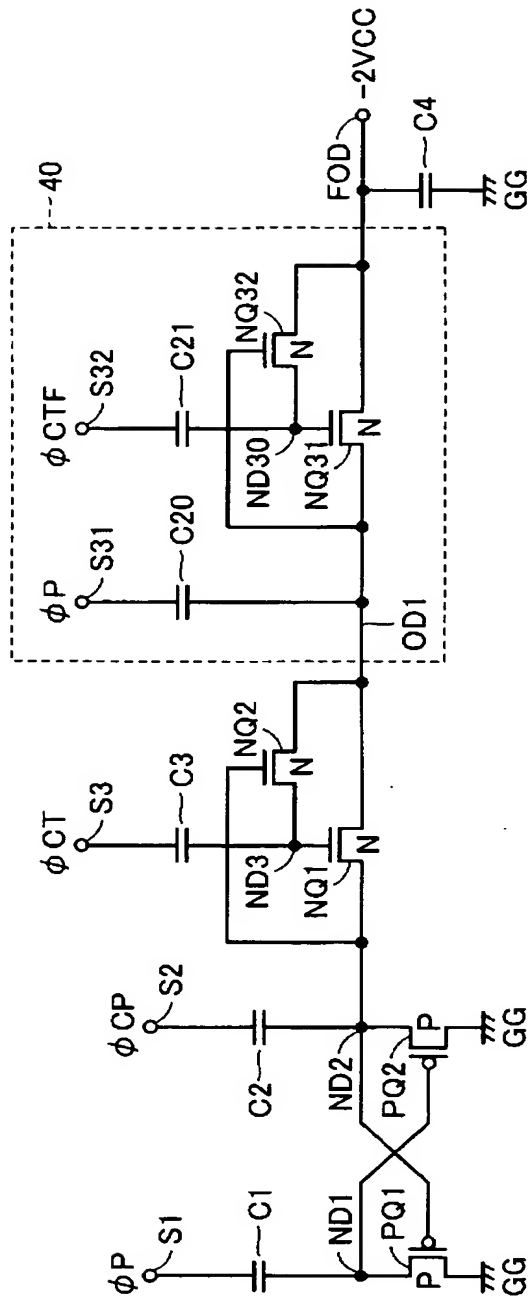 φP
S1
C1
ND1
PQ1
P
GG
φCP
S2
C2
ND2
PQ2
P
GG
φCT
S3
C3
ND3
NQ2
N
NQ1
N
OD1
40
φP
S31
C20
φCTF
S32
C21
ND30
NQ32
N
NQ31
N
FOD
-2VCC
C4
GG